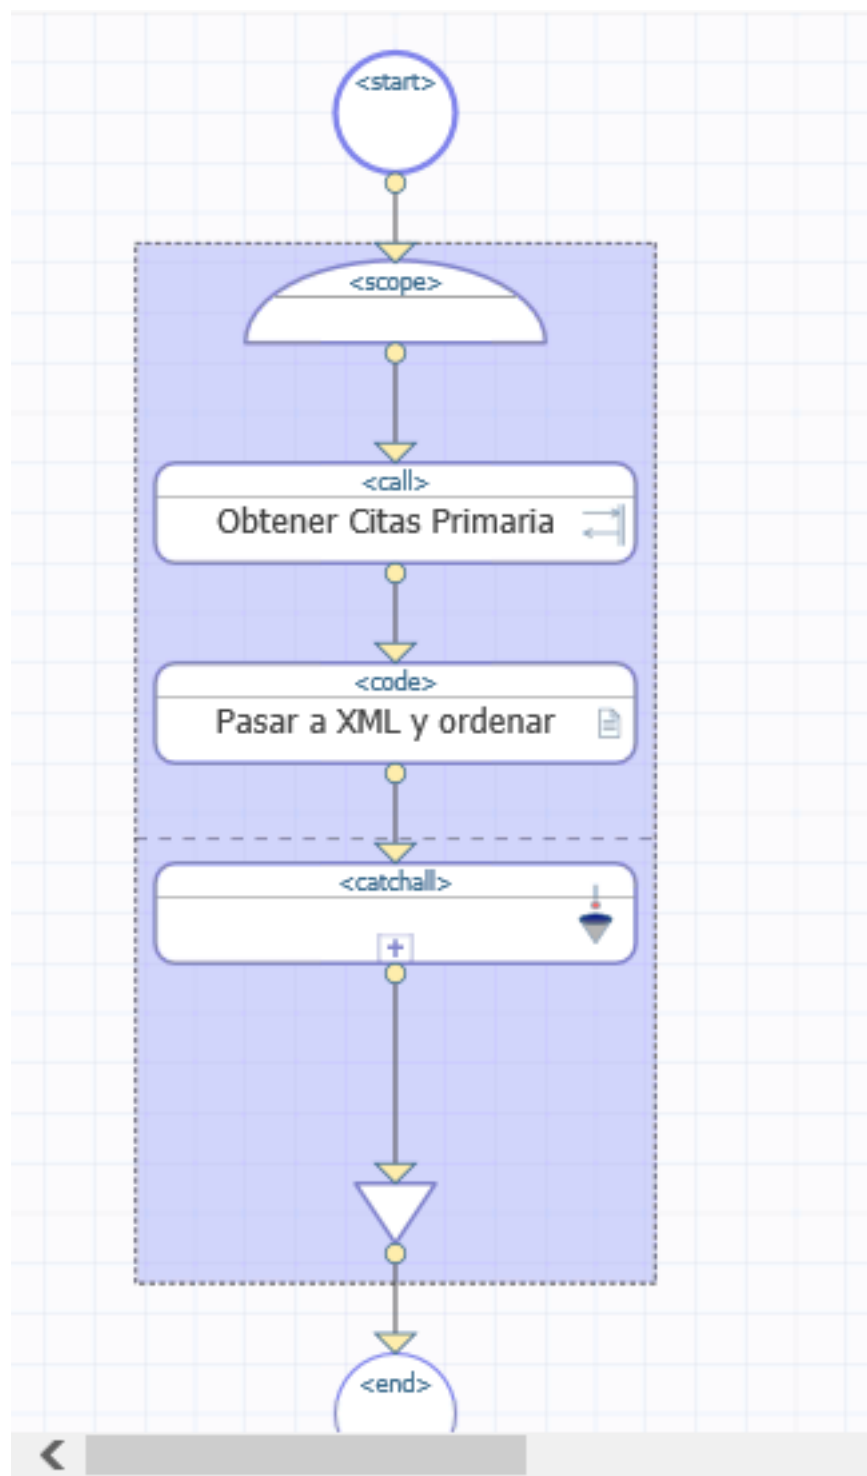 <start>
<scope>
<call>
Obtener Citas Primaria
<code>
Pasar a XML y ordenar
<catchall>
<end>